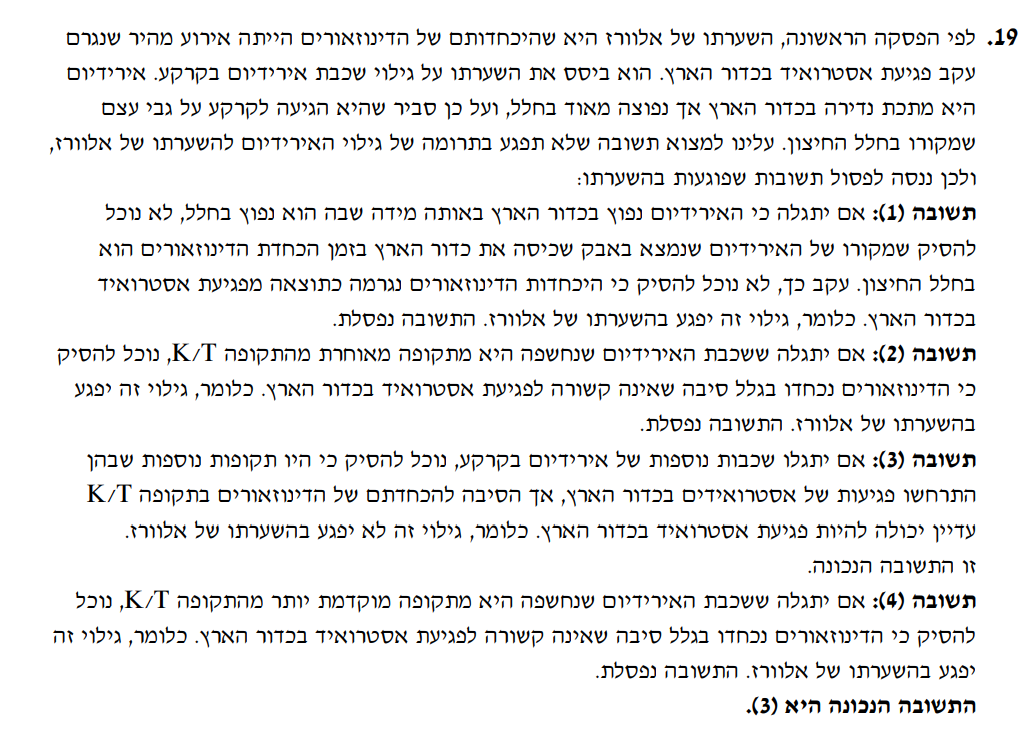 19. לפי הפסקה הראשונה, השערתו של אלוורז היא שהיכחדותם של הדינוזאורים הייתה אירוע מהיר שנגרם
עקב פגיעת אסטרואיד בכדור הארץ. הוא ביסס את השערתו על גילוי שכבת אירידיום בקרקע. אירידיום
היא מתכת נדירה בכדור הארץ אך נפוצה מאוד בחלל, ועל כן סביר שהיא הגיעה לקרקע על גבי עצם
שמקורו בחלל החיצון. עלינו למצוא תשובה שלא תפגע בתרומה של גילוי האירידיום להשערתו של אלוורז,
ולכן ננסה לפסול תשובות שפוגעות בהשערתו:
תשובה (1): אם יתגלה כי האירידיום נפוץ בכדור הארץ באותה מידה שבה הוא נפוץ בחלל, לא נוכל
להסיק שמקורו של האירידיום שנמצא באבק שכיסה את כדור הארץ בזמן הכחדת הדינוזאורים הוא
בחלל החיצון. עקב כך, לא נוכל להסיק כי היכחדות הדינוזאורים נגרמה כתוצאה מפגיעת אסטרואיד
בכדור הארץ. כלומר, גילוי זה יפגע בהשערתו של אלוורז. התשובה נפסלת.
תשובה (2): אם יתגלה ששכבת האירידיום שנחשפה היא מתקופה מאוחרת מהתקופה K/T, נוכל להסיק
כי הדינוזאורים נכחדו בגלל סיבה שאינה קשורה לפגיעת אסטרואיד בכדור הארץ. כלומר, גילוי זה יפגע
בהשערתו של אלוורז. התשובה נפסלת.
תשובה (3): אם יתגלו שכבות נוספות של אירידיום בקרקע, נוכל להסיק כי היו תקופות נוספות שבהן
התרחשו פגיעות של אסטרואידים בכדור הארץ, אך הסיבה להכחדתם של הדינוזאורים בתקופה K/T
עדיין יכולה להיות פגיעת אסטרואיד בכדור הארץ. כלומר, גילוי זה לא יפגע בהשערתו של אלוורז.
זו התשובה הנכונה.
תשובה (4): אם יתגלה ששכבת האירידיום שנחשפה היא מתקופה מוקדמת יותר מהתקופה K/T, נוכל
להסיק כי הדינוזאורים נכחדו בגלל סיבה שאינה קשורה לפגיעת אסטרואיד בכדור הארץ. כלומר, גילוי זה
יפגע בהשערתו של אלוורז. התשובה נפסלת.
התשובה הנכונה היא (3).